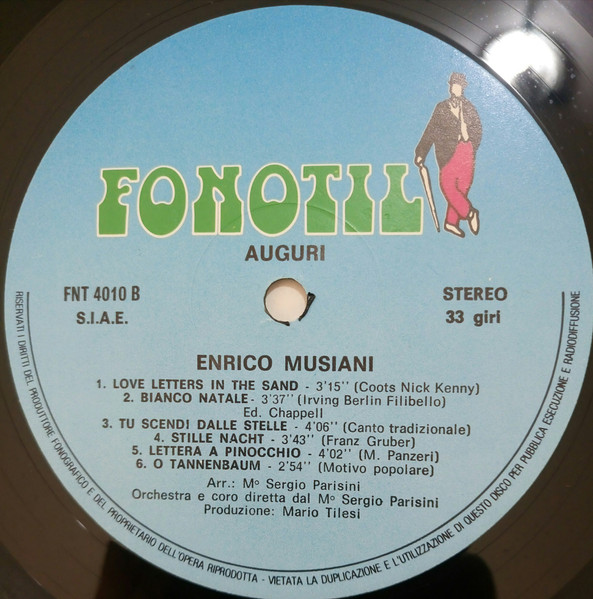 FONOTIL
AUGURI
FNT 4010 B
S.I.A.E.
STEREO
33 giri
ENRICO MUSIANI
1. LOVE LETTERS IN THE SAND - 3'15'' (Coots Nick Kenny)
2. BIANCO NATALE - 3'37'' (Irving Berlin Filibello)
Ed. Chappell
3. TU SCENDI DALLE STELLE - 4'06'' (Canto tradizionale)
4. STILLE NACHT - 3'43'' (Franz Gruber)
5. LETTERA A PINOCCHIO - 4'02'' (M. Panzeri)
6. O TANNENBAUM - 2'54'' (Motivo popolare)
Arr.: Mº Sergio Parisini
Orchestra e coro diretta dal Mº Sergio Parisini
Produzione: Mario Tilesi
RISERVATI I DIRITTI DEL PRODUTTORE FONOGRAFICO E DEL PROPRIETARIO DELL'OPERA RIPRODOTTA - VIETATA LA DUPLICAZIONE E L'UTILIZZAZIONE DI QUESTO DISCO PER PUBBLICA ESECUZIONE E RADIODIFFUSIONE